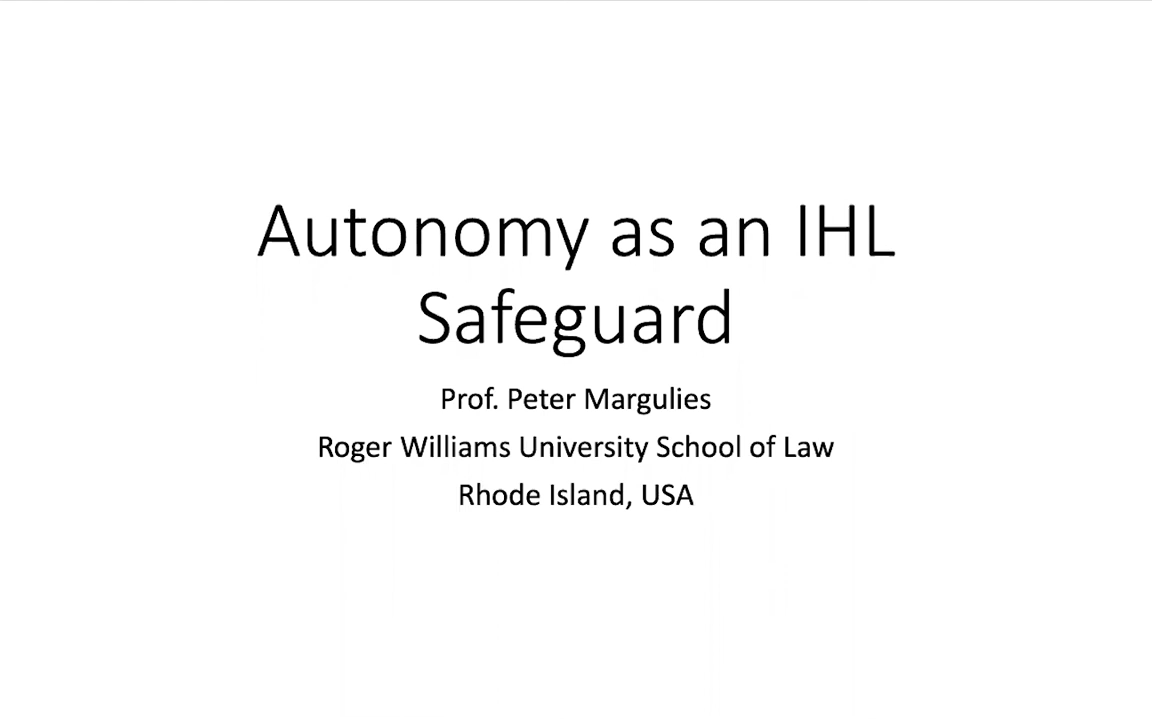 Autonomy as an IHL
Safeguard
Prof. Peter Margulies
Roger Williams University School of Law
Rhode Island, USA